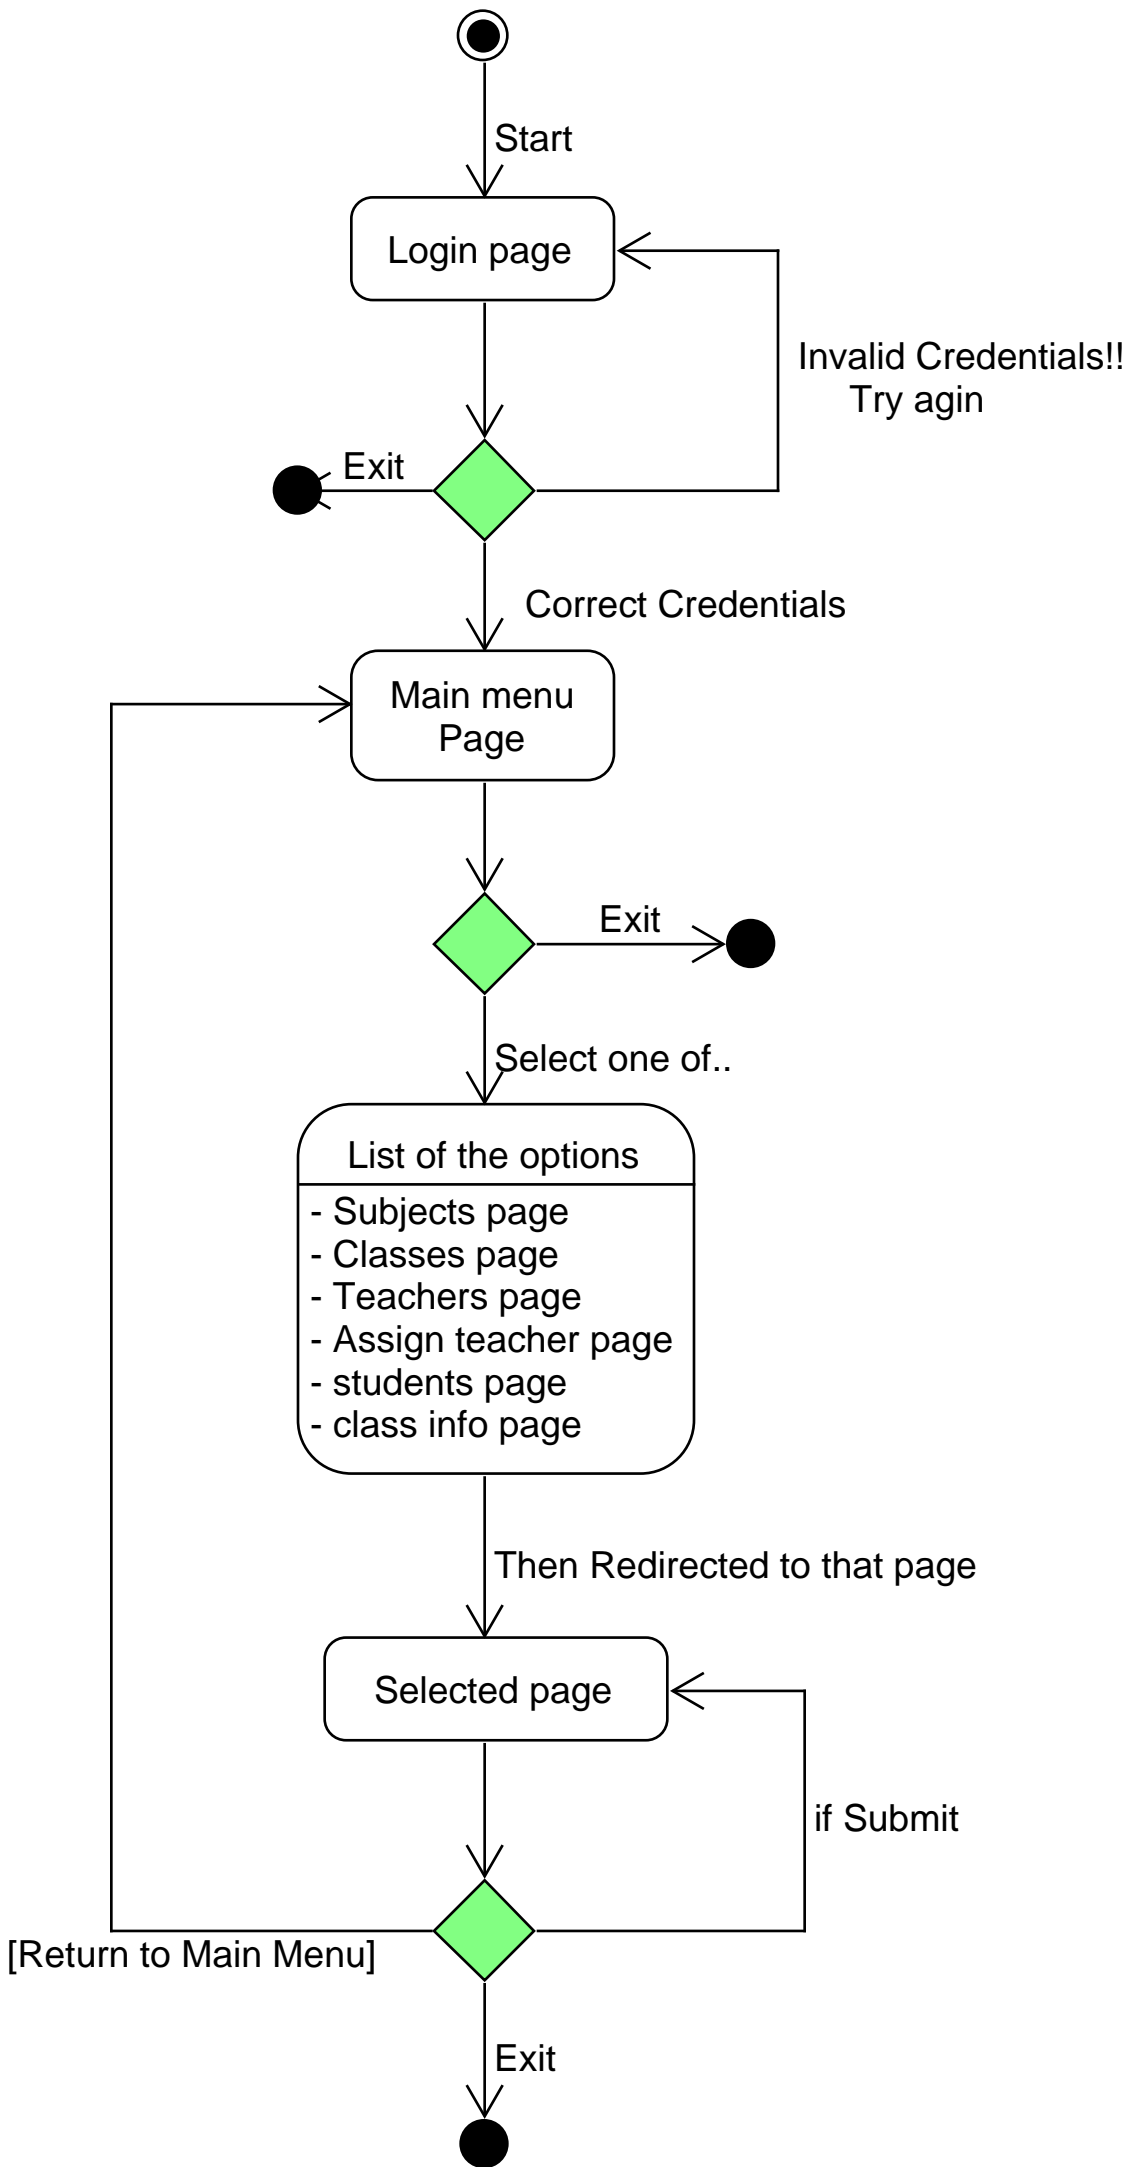 Start
Login page
Invalid Credentials!!
Try agin
Exit
Correct Credentials
Main menu
Page
Exit
Select one of..
List of the options
- Subjects page
- Classes page
- Teachers page
- Assign teacher page
- students page
- class info page
Then Redirected to that page
Selected page
if Submit
[Return to Main Menu]
Exit